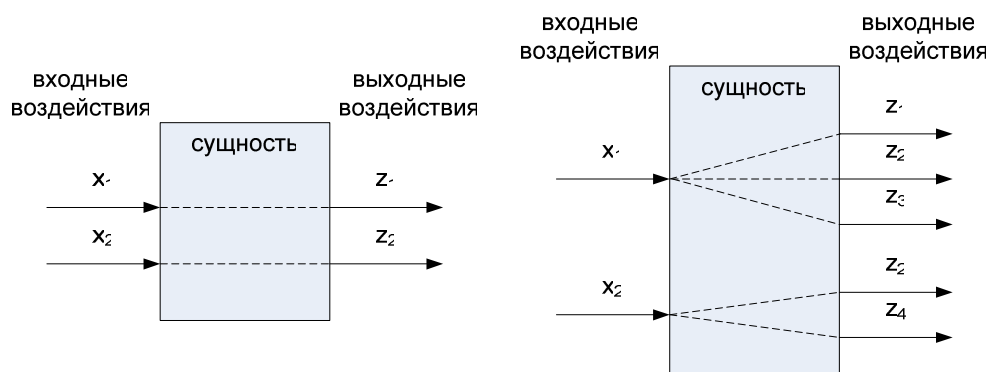 входные
воздействия
выходные
воздействия
сущность
x₁
z₁
x₂
z₂
входные
воздействия
выходные
воздействия
сущность
x₁
z₁
z₂
z₃
x₂
z₂
z₄